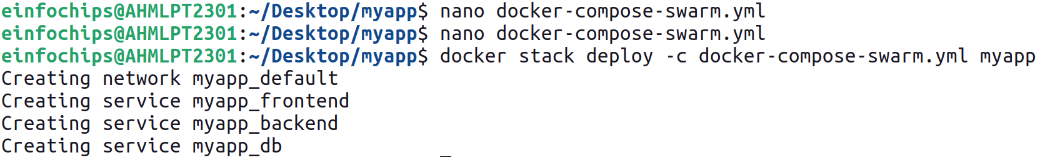 einfochips@AHMLPT2301:~/Desktop/myapp$ nano docker-compose-swarm.yml
einfochips@AHMLPT2301:~/Desktop/myapp$ nano docker-compose-swarm.yml
einfochips@AHMLPT2301:~/Desktop/myapp$ docker stack deploy -c docker-compose-swarm.yml myapp
Creating network myapp_default
Creating service myapp_frontend
Creating service myapp_backend
Creating service myapp_db